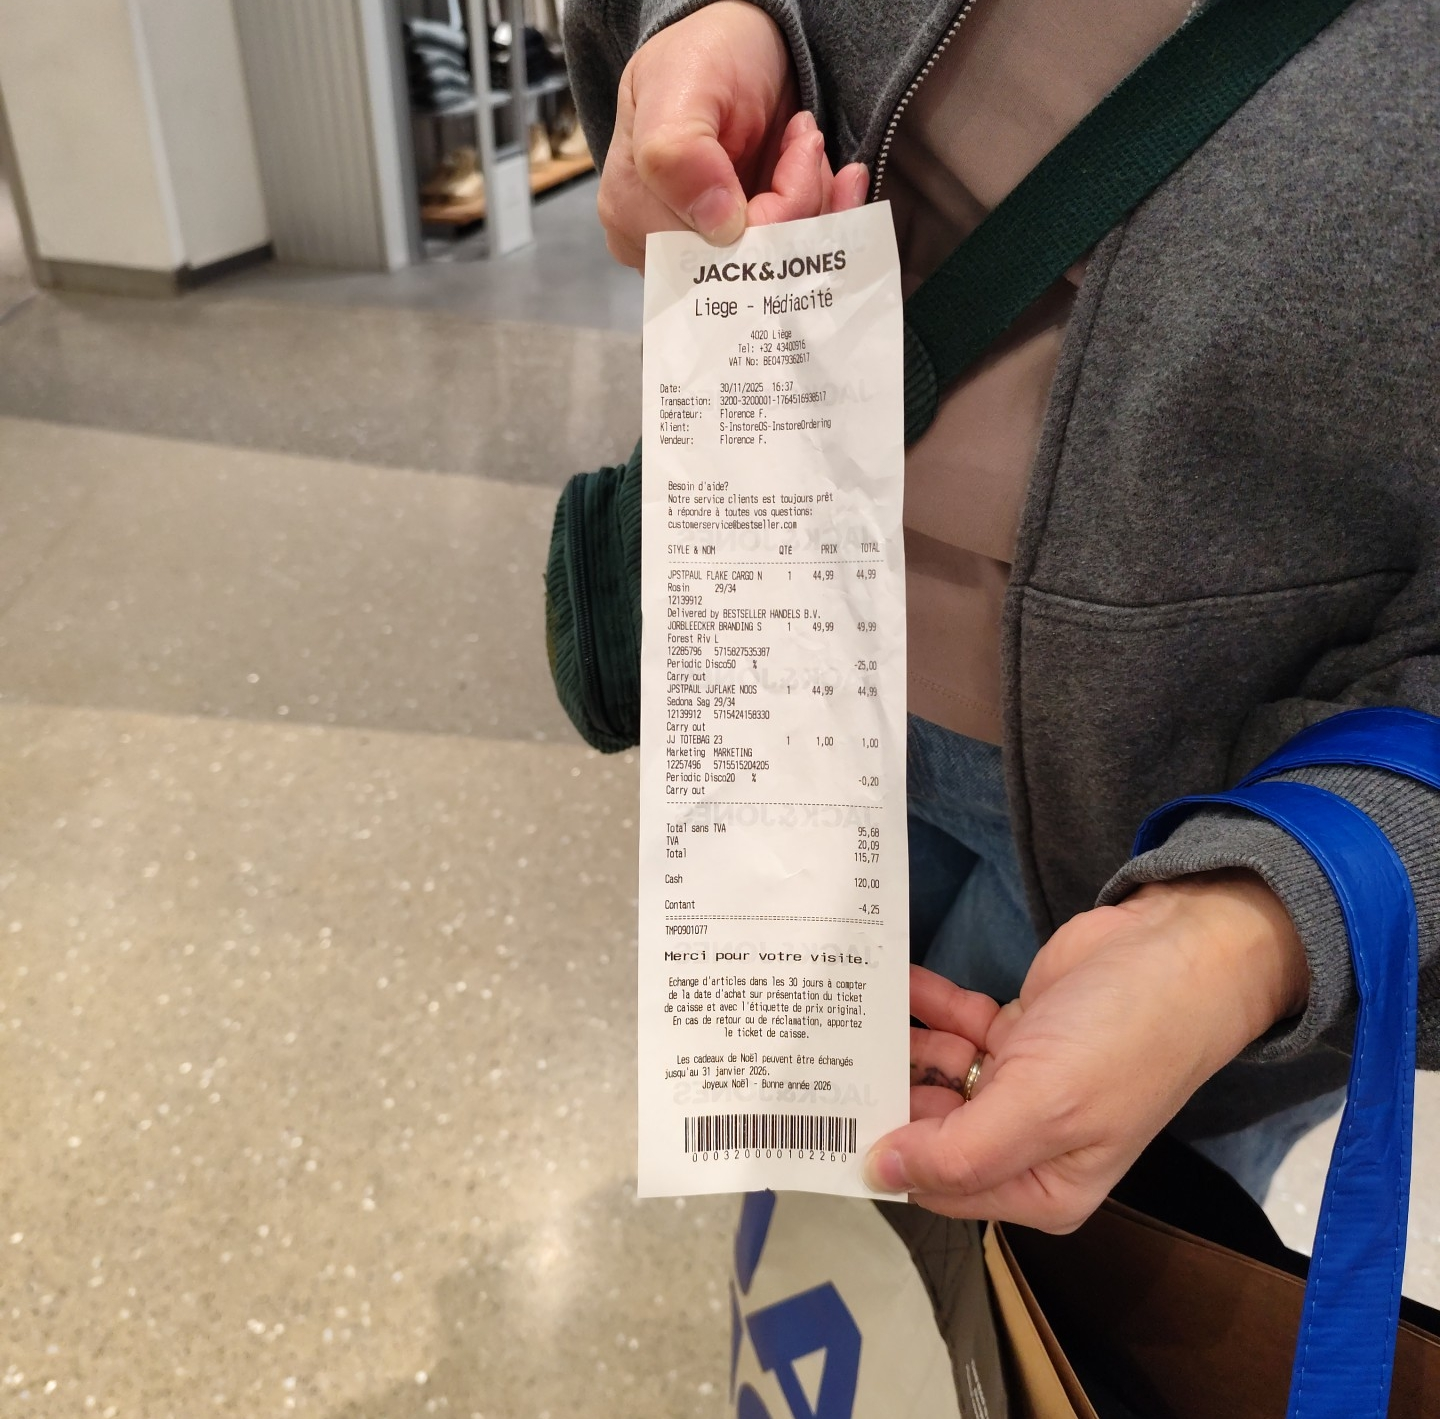 JACK&JONES
Liege - Médiacité
4020 Liège
Tel: +32 43400916
VAT No: BE0479362617
Date: 30/11/2025 16:37
Transaction: 3200-3200001-1764516938517
Opérateur: Florence F.
Klient: S-InstoreOS-InstoreOrdering
Vendeur: Florence F.
Besoin d'aide?
Notre service clients est toujours prêt
à répondre à toutes vos questions:
customerservice@bestseller.com
STYLE & NOM QTÉ PRIX TOTAL
JPSTPAUL FLAKE CARGO N 1 44,99 44,99
Rosin 29/34
12139912
Delivered by BESTSELLER HANDELS B.V.
JORBLEECKER BRANDING S 1 49,99 49,99
Forest Riv L
12285796 5715827535387
Periodic Disco50 % -25,00
Carry out
JPSTPAUL JJFLAKE NOOS 1 44,99 44,99
Sedona Sag 29/34
12139912 5715424158330
Carry out
JJ TOTEBAG 23 1 1,00 1,00
Marketing MARKETING
12257496 5715515204205
Periodic Disco20 % -0,20
Carry out
Total sans TVA 95,68
TVA 20,09
Total 115,77
Cash 120,00
Contant -4,25
TMPO901077
Merci pour votre visite.
Echange d'articles dans les 30 jours à compter
de la date d'achat sur présentation du ticket
de caisse et avec l'étiquette de prix original.
En cas de retour ou de réclamation, apportez
le ticket de caisse.
Les cadeaux de Noël peuvent être échangés
jusqu'au 31 janvier 2026.
Joyeux Noël - Bonne année 2026
000320000102260